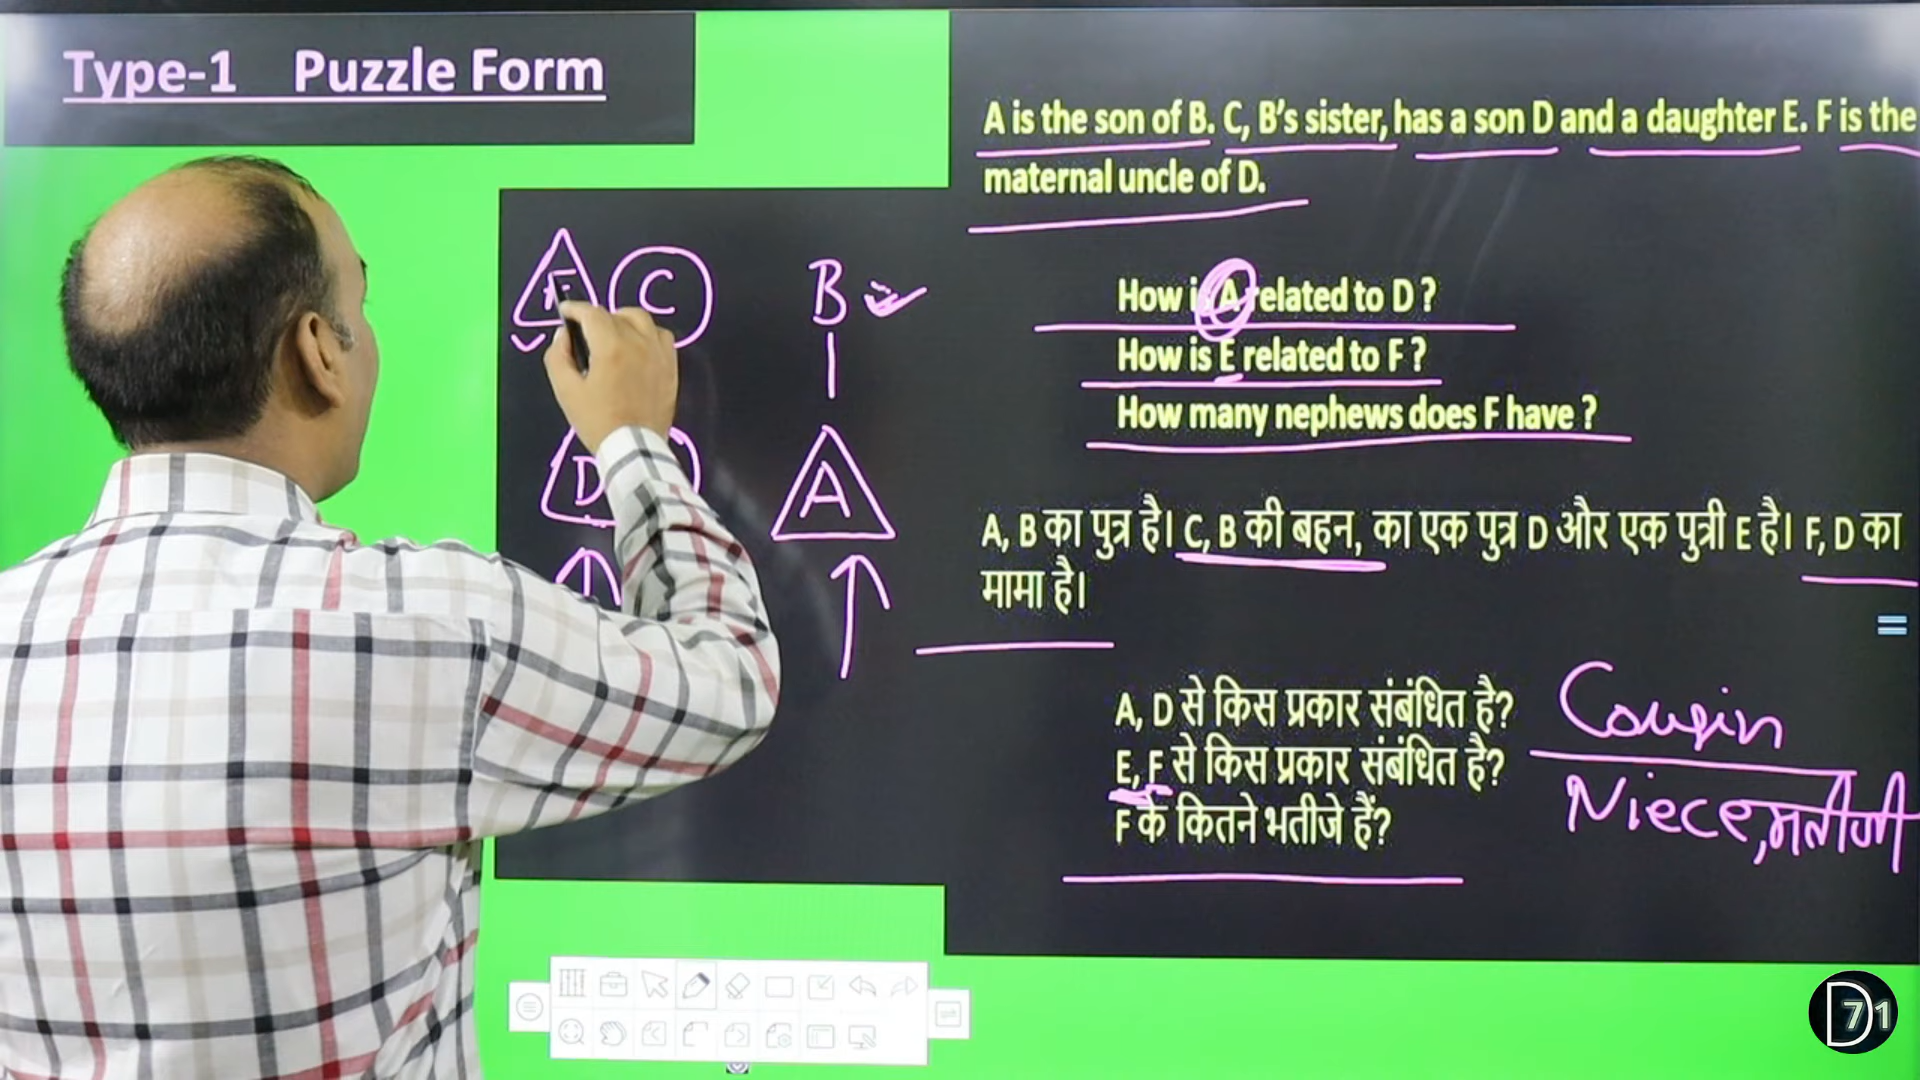 Type-1 Puzzle Form
A is the son of B. C, B's sister, has a son D and a daughter E. F is the
maternal uncle of D.
F C B
How is A related to D ?
How is E related to F ?
How many nephews does F have ?
D A
A, B का पुत्र है। C, B की बहन, का एक पुत्र D और एक पुत्री E है। F, D का
मामा है।
=
A, D से किस प्रकार संबंधित है? Cousin
E, F से किस प्रकार संबंधित है?
Niece, भतीजी
F के कितने भतीजे हैं?
D 71